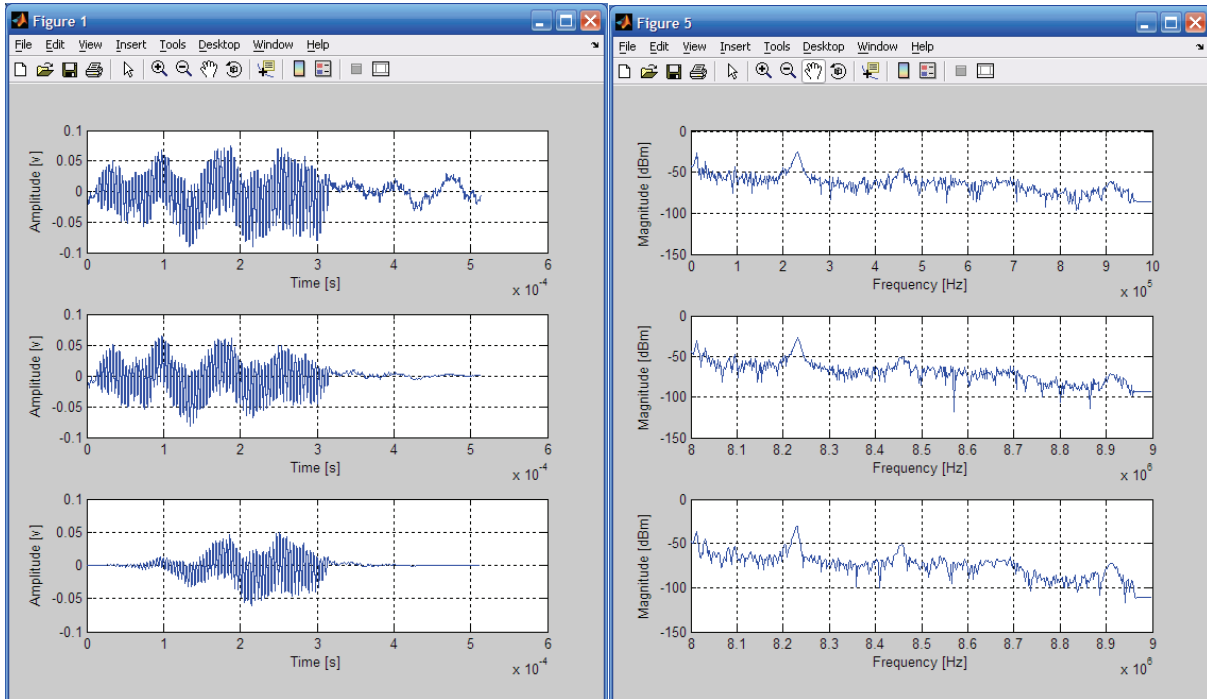 Figure 1
File Edit View Insert Tools Desktop Window Help
0.1
0.05
0
-0.05
-0.1
Amplitude [v]
0 1 2 3 4 5 6
Time [s]
x 10-4
0.1
0.05
0
-0.05
-0.1
Amplitude [v]
0 1 2 3 4 5 6
Time [s]
x 10-4
0.1
0.05
0
-0.05
-0.1
Amplitude [v]
0 1 2 3 4 5 6
Time [s]
x 10-4
Figure 5
File Edit View Insert Tools Desktop Window Help
0
-50
-100
-150
Magnitude [dBm]
0 1 2 3 4 5 6 7 8 9 10
Frequency [Hz]
x 105
0
-50
-100
-150
Magnitude [dBm]
8 8.1 8.2 8.3 8.4 8.5 8.6 8.7 8.8 8.9 9
Frequency [Hz]
x 106
0
-50
-100
-150
Magnitude [dBm]
8 8.1 8.2 8.3 8.4 8.5 8.6 8.7 8.8 8.9 9
Frequency [Hz]
x 106